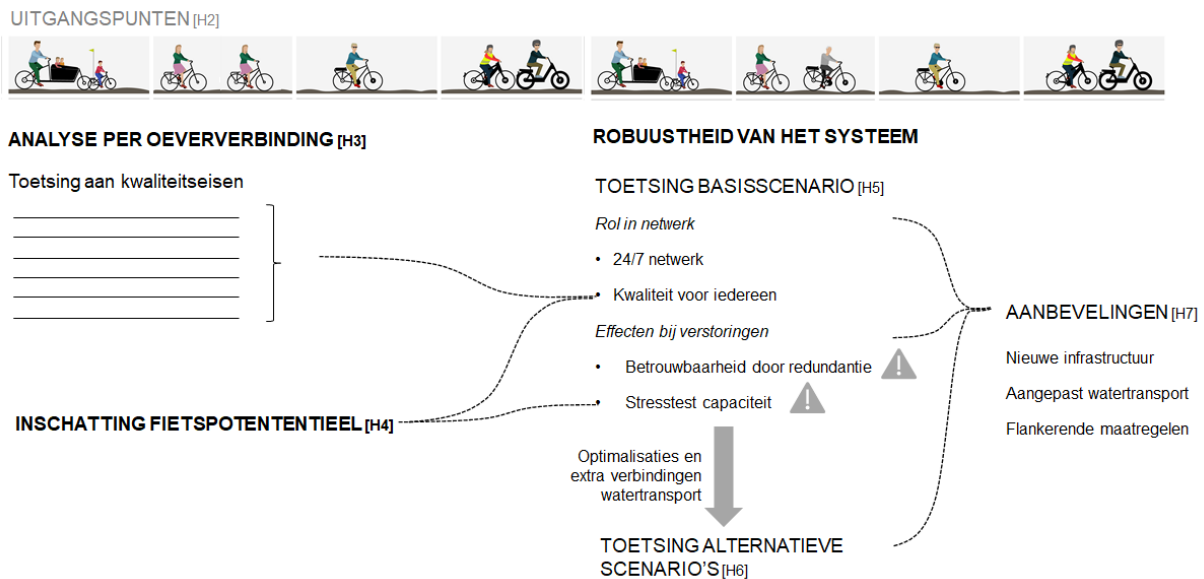 UITGANGSPUNTEN [H2]
ANALYSE PER OEVERVERBINDING [H3]
Toetsing aan kwaliteitseisen
INSCHATTING FIETSPOTENTENTIEEL [H4]
ROBUUSTHEID VAN HET SYSTEEM
TOETSING BASISSCENARIO [H5]
Rol in netwerk
• 24/7 netwerk
• Kwaliteit voor iedereen
Effecten bij verstoringen
• Betrouwbaarheid door redundantie
• Stresstest capaciteit
Optimalisaties en
extra verbindingen
watertransport
TOETSING ALTERNATIEVE
SCENARIO'S [H6]
AANBEVELINGEN [H7]
Nieuwe infrastructuur
Aangepast watertransport
Flankerende maatregelen